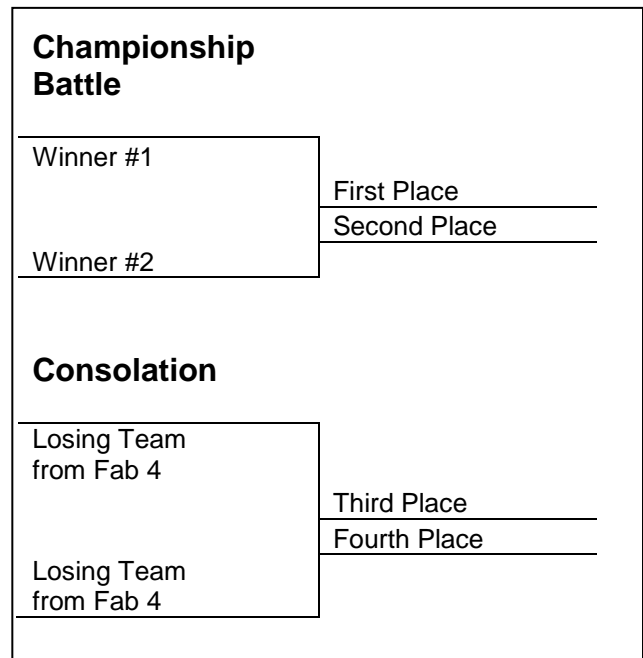 Championship
Battle
Winner #1
First Place
Second Place
Winner #2
Consolation
Losing Team
from Fab 4
Third Place
Fourth Place
Losing Team
from Fab 4